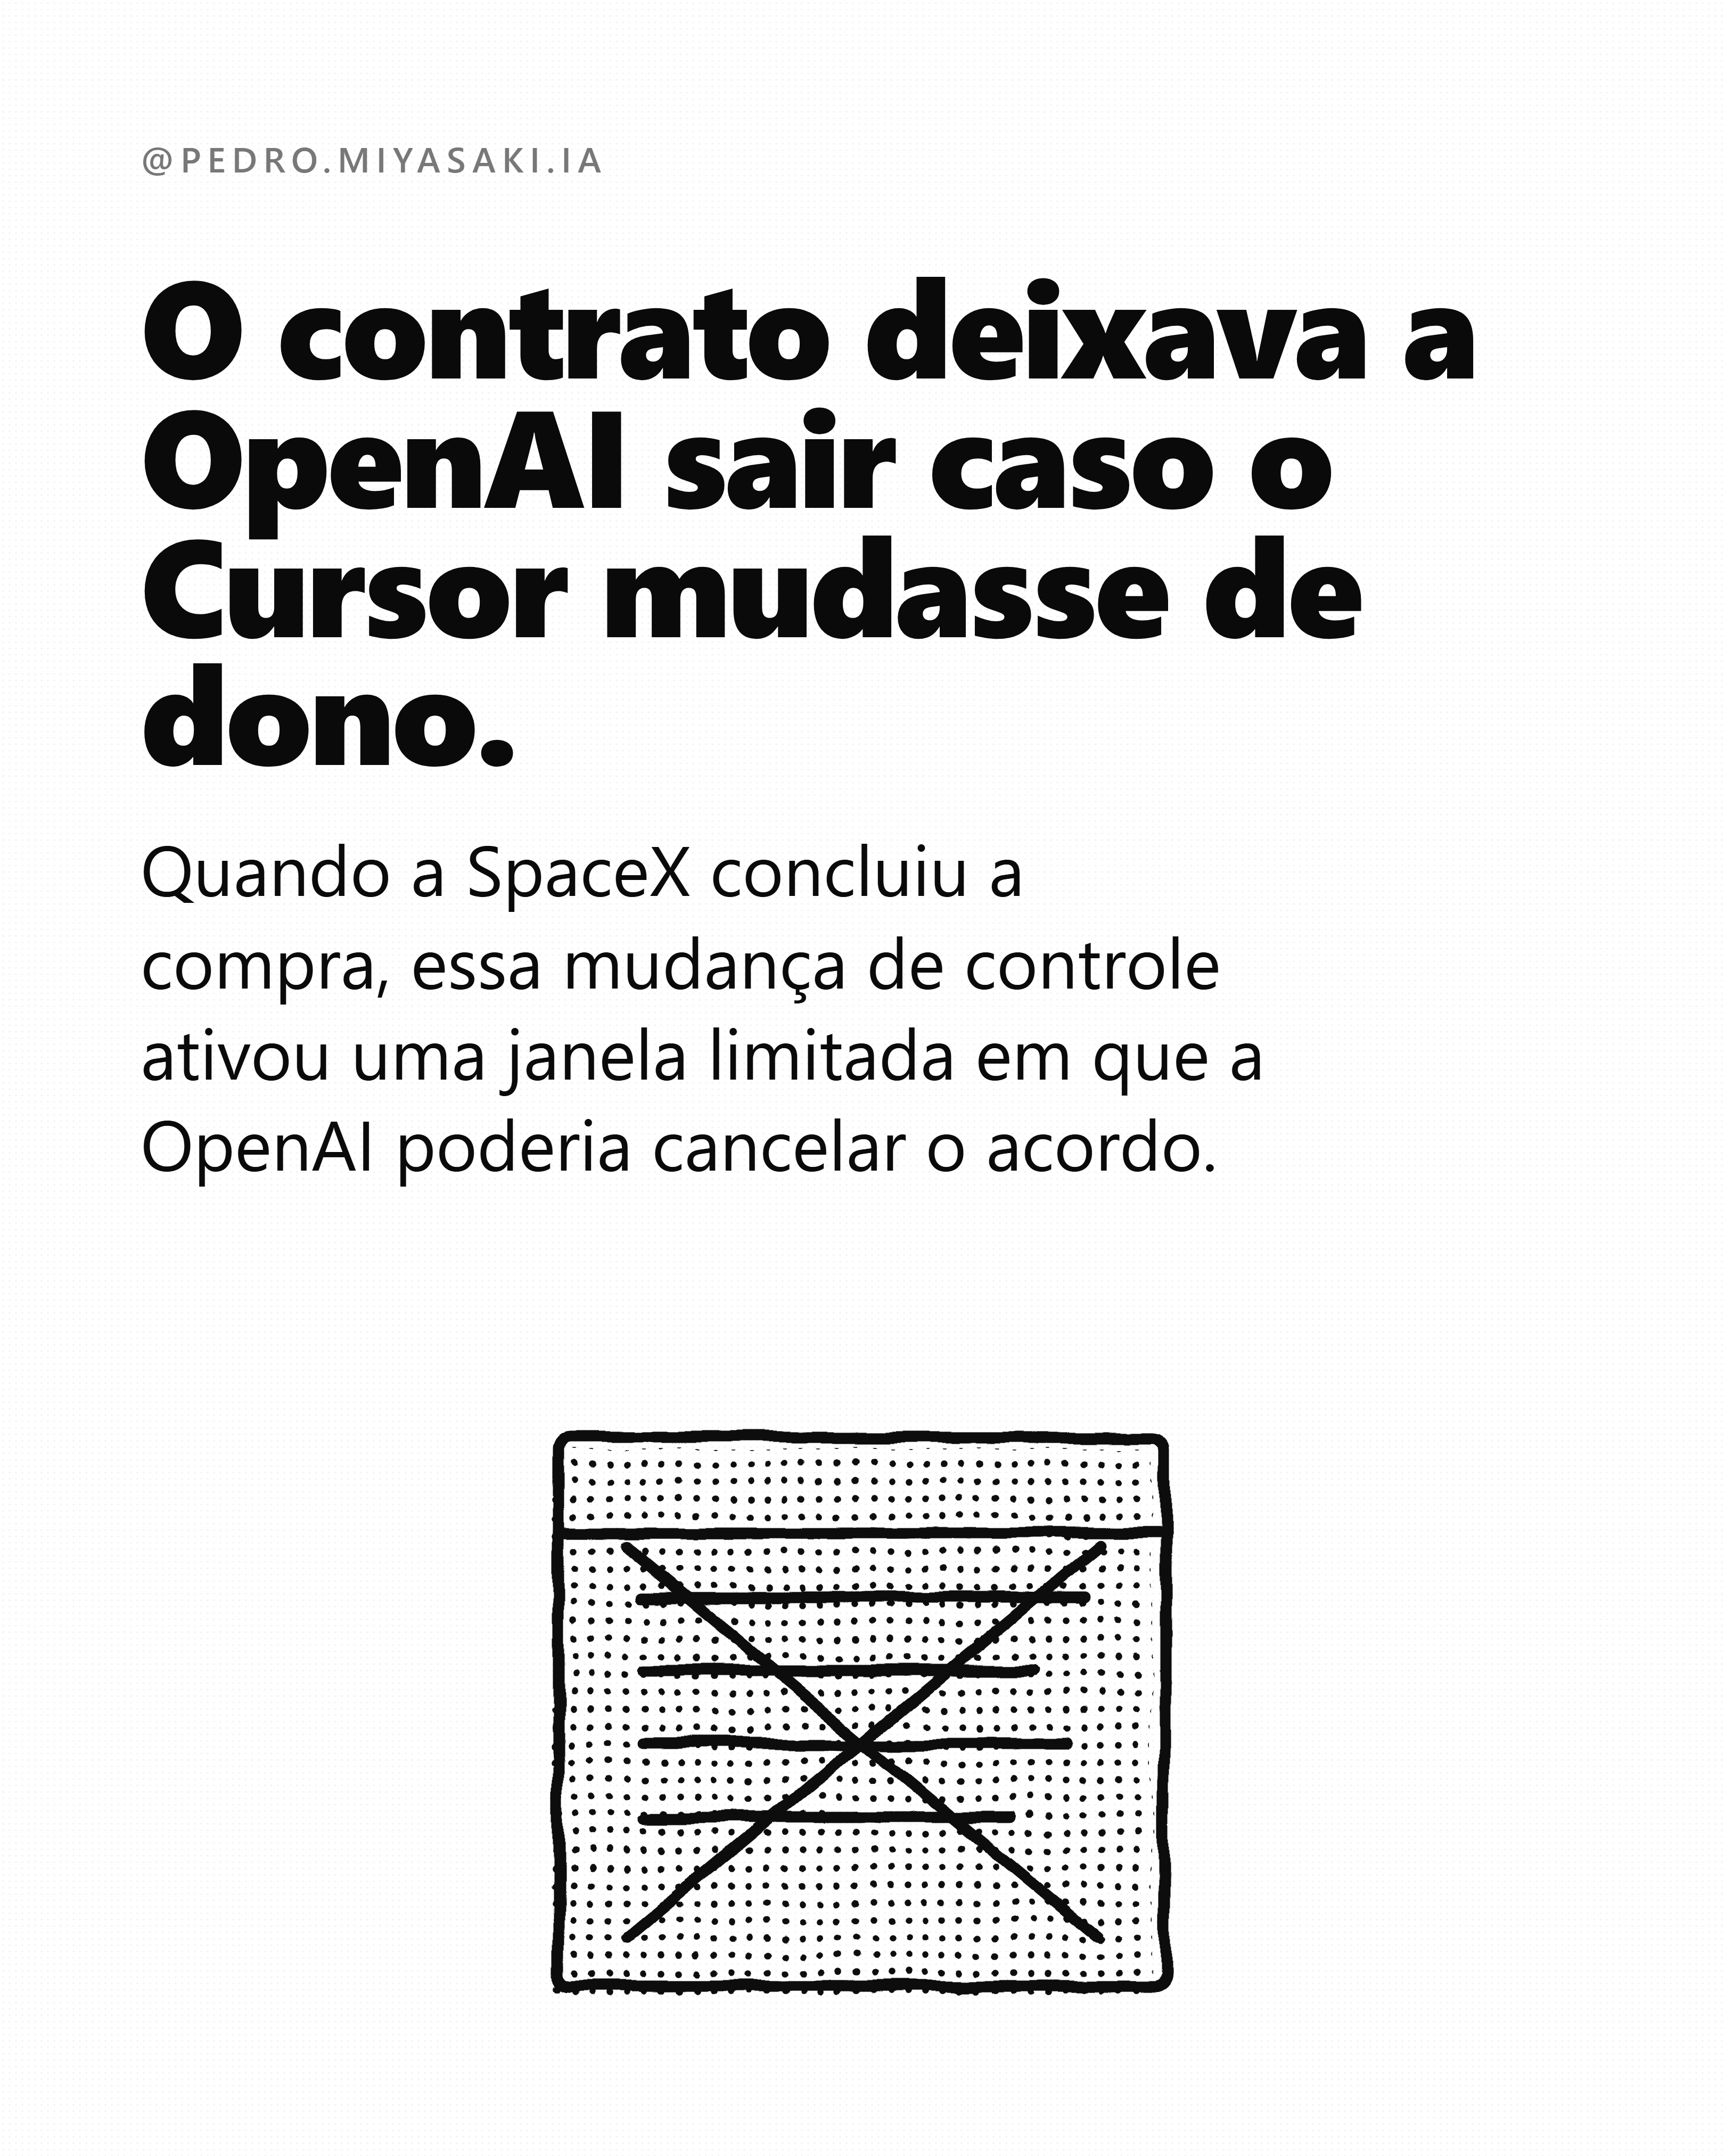 @PEDRO.MIYASAKI.IA
O contrato deixava a
OpenAI sair caso o
Cursor mudasse de
dono.
Quando a SpaceX concluiu a
compra, essa mudança de controle
ativou uma janela limitada em que a
OpenAI poderia cancelar o acordo.